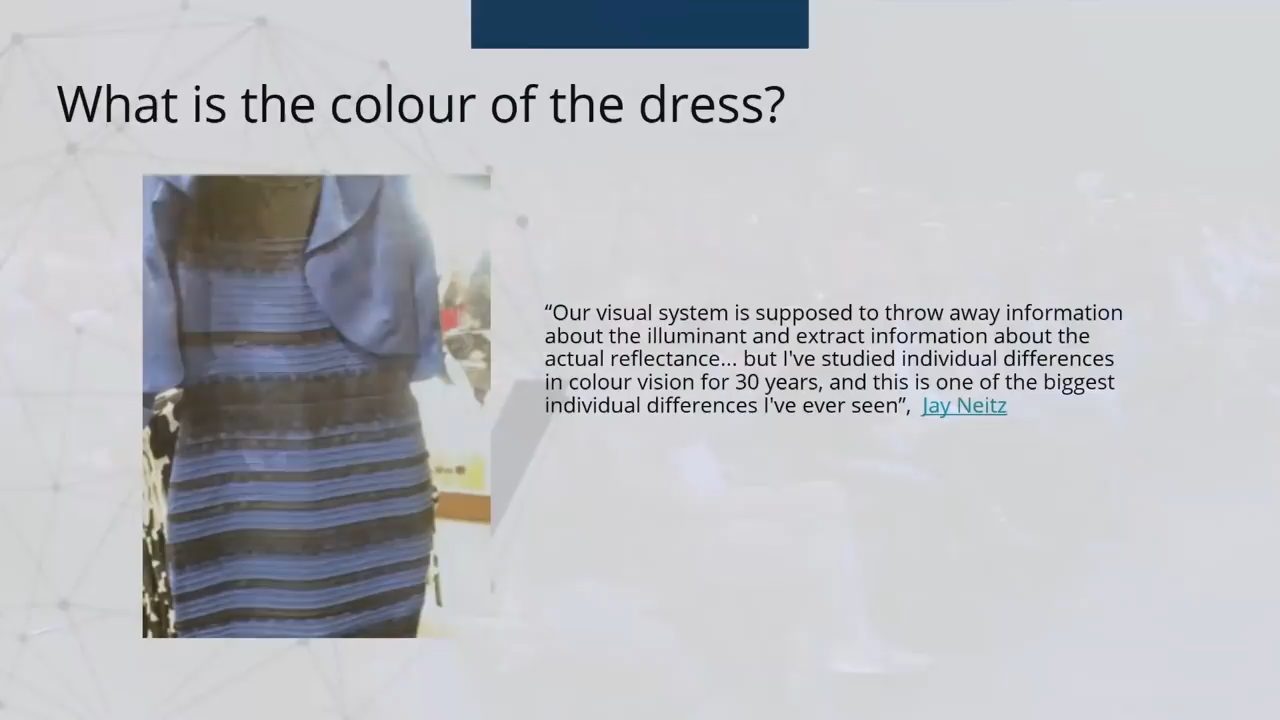 What is the colour of the dress?
“Our visual system is supposed to throw away information
about the illuminant and extract information about the
actual reflectance... but I've studied individual differences
in colour vision for 30 years, and this is one of the biggest
individual differences I've ever seen”, Jay Neitz